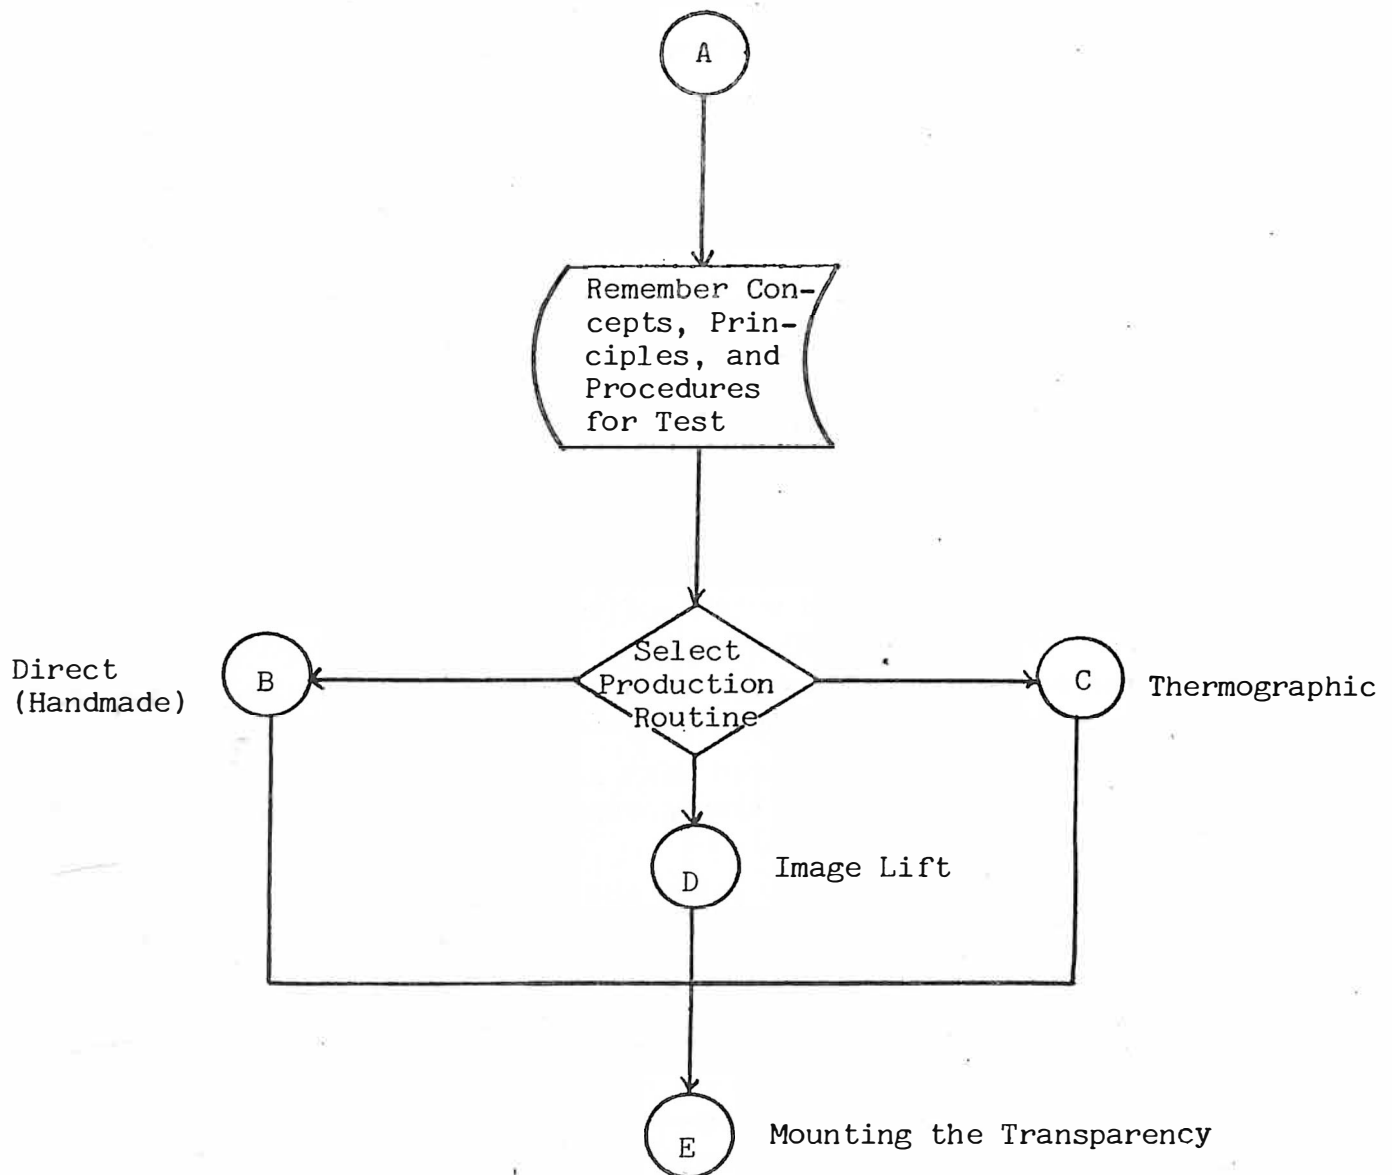 A
Remember Con-
cepts, Prin-
ciples, and
Procedures
for Test
Direct
(Handmade)
B
Select
Production
Routine
C
Thermographic
D
Image Lift
E
Mounting the Transparency